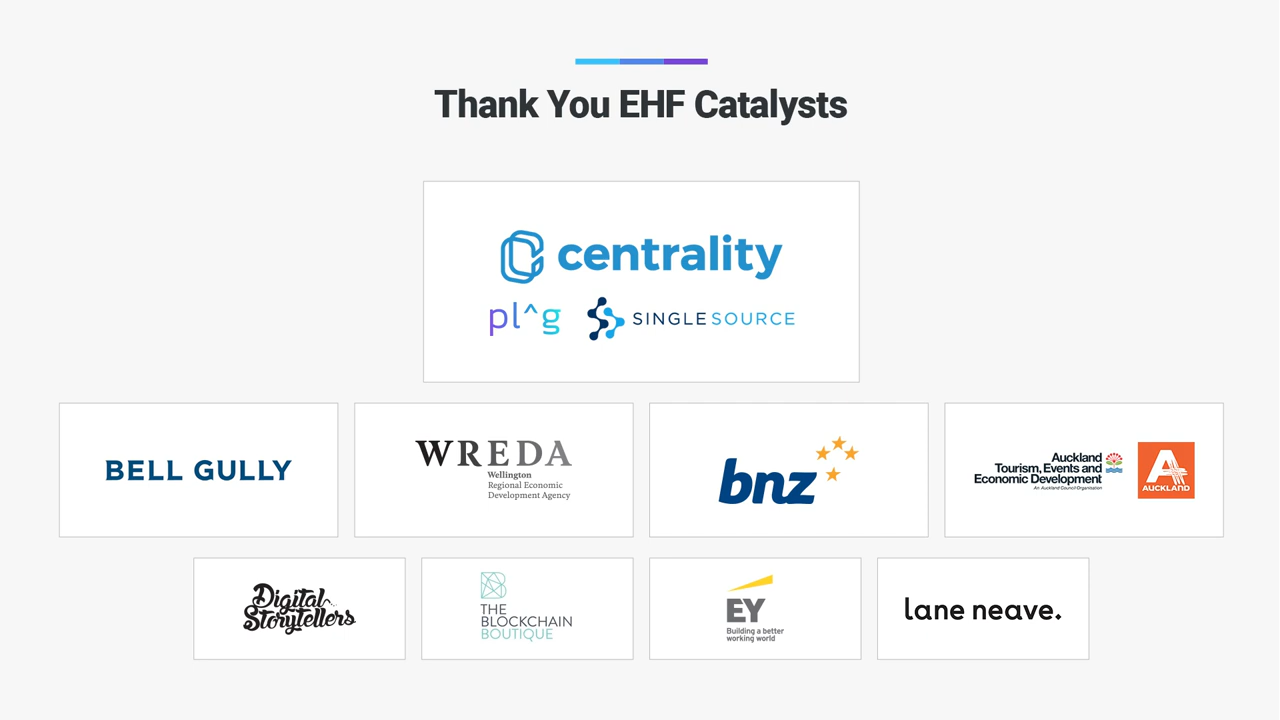 Thank You EHF Catalysts
centrality
pl^g
SINGLESOURCE
BELL GULLY
WREDA
Wellington
Regional Economic
Development Agency
bnz
Auckland
Tourism, Events and
Economic Development
An Auckland Council Organisation
AUCKLAND
Digital
Storytellers
THE
BLOCKCHAIN
BOUTIQUE
EY
Building a better
working world
lane neave.